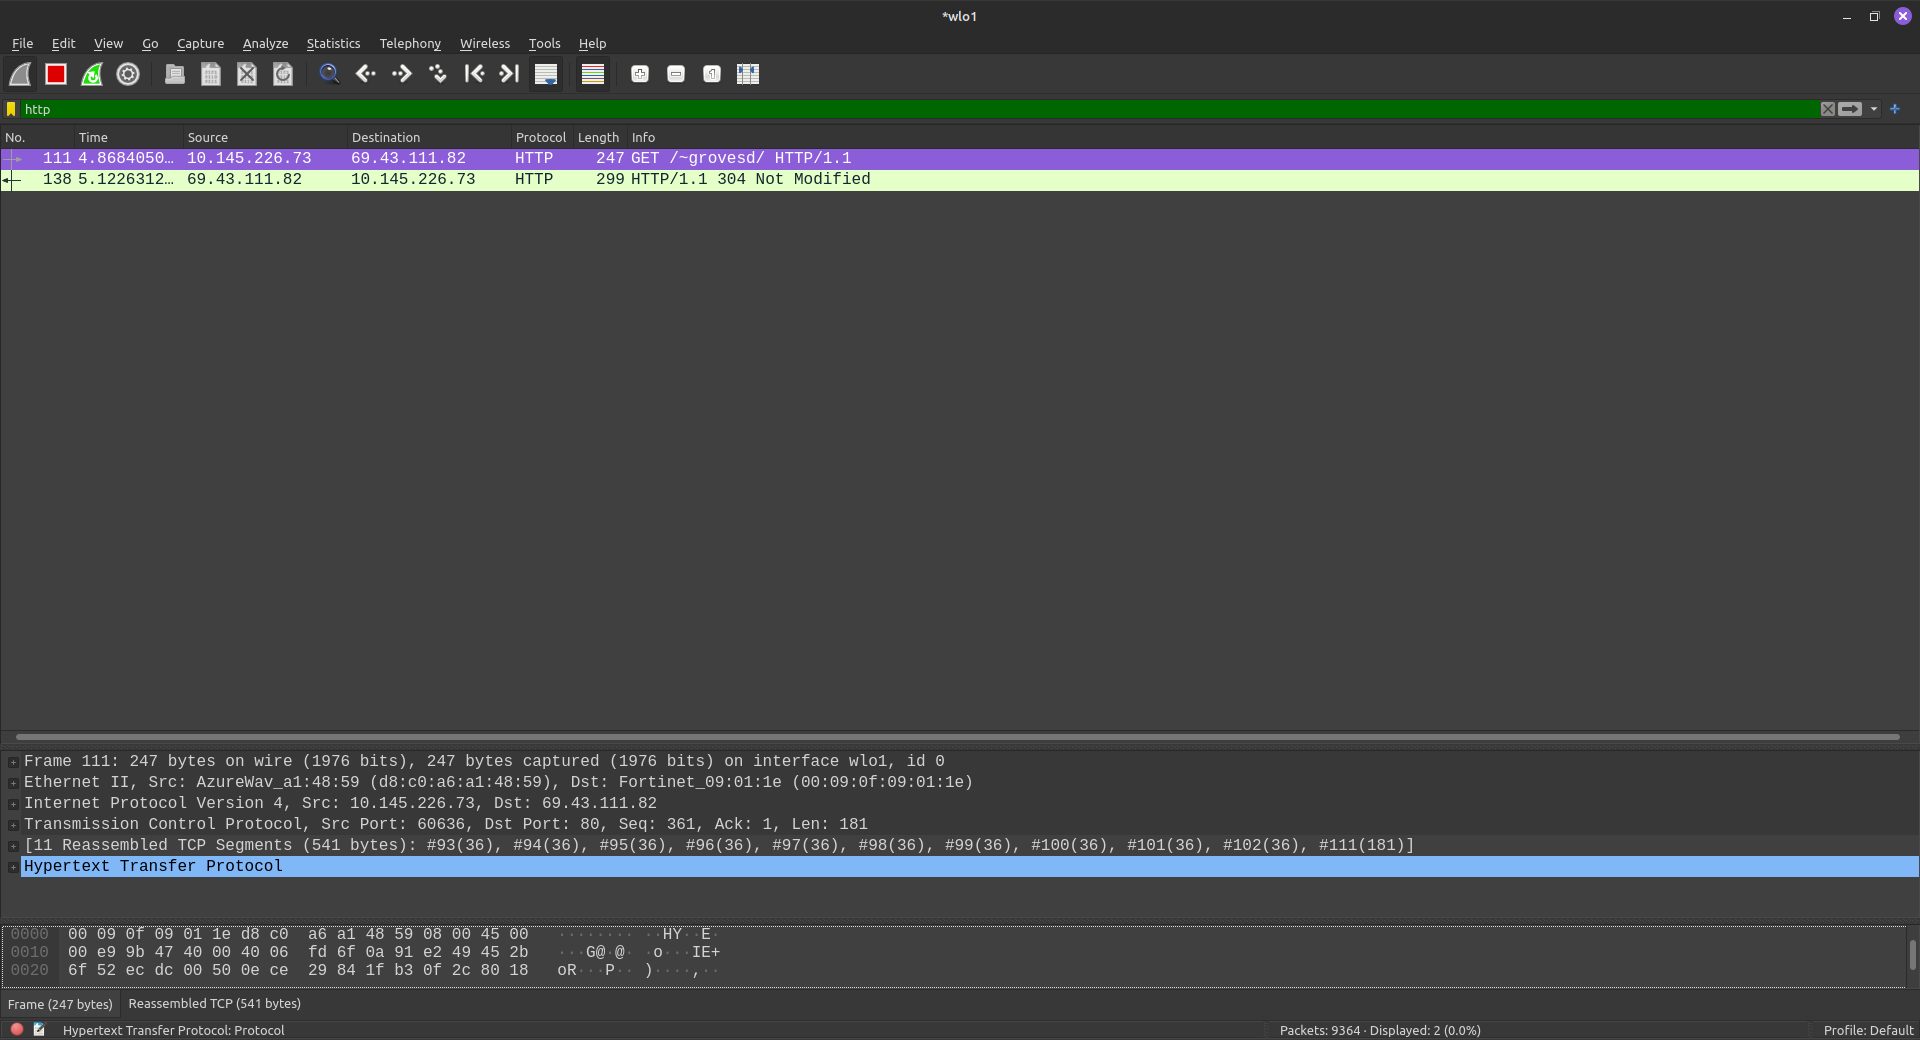 *wlo1
File Edit View Go Capture Analyze Statistics Telephony Wireless Tools Help
http
No. Time Source Destination Protocol Length Info
111 4.8684050… 10.145.226.73 69.43.111.82 HTTP 247 GET /~grovesd/ HTTP/1.1
138 5.1226312… 69.43.111.82 10.145.226.73 HTTP 299 HTTP/1.1 304 Not Modified
Frame 111: 247 bytes on wire (1976 bits), 247 bytes captured (1976 bits) on interface wlo1, id 0
Ethernet II, Src: AzureWav_a1:48:59 (d8:c0:a6:a1:48:59), Dst: Fortinet_09:01:1e (00:09:0f:09:01:1e)
Internet Protocol Version 4, Src: 10.145.226.73, Dst: 69.43.111.82
Transmission Control Protocol, Src Port: 60636, Dst Port: 80, Seq: 361, Ack: 1, Len: 181
[11 Reassembled TCP Segments (541 bytes): #93(36), #94(36), #95(36), #96(36), #97(36), #98(36), #99(36), #100(36), #101(36), #102(36), #111(181)]
Hypertext Transfer Protocol
0000 00 09 0f 09 01 1e d8 c0 a6 a1 48 59 08 00 45 00 ········ ··HY··E·
0010 00 e9 9b 47 40 00 40 06 fd 6f 0a 91 e2 49 45 2b ···G@·@· ·o···IE+
0020 6f 52 ec dc 00 50 0e ce 29 84 1f b3 0f 2c 80 18 oR···P·· )····,··
Frame (247 bytes) Reassembled TCP (541 bytes)
Hypertext Transfer Protocol: Protocol Packets: 9364 · Displayed: 2 (0.0%) Profile: Default